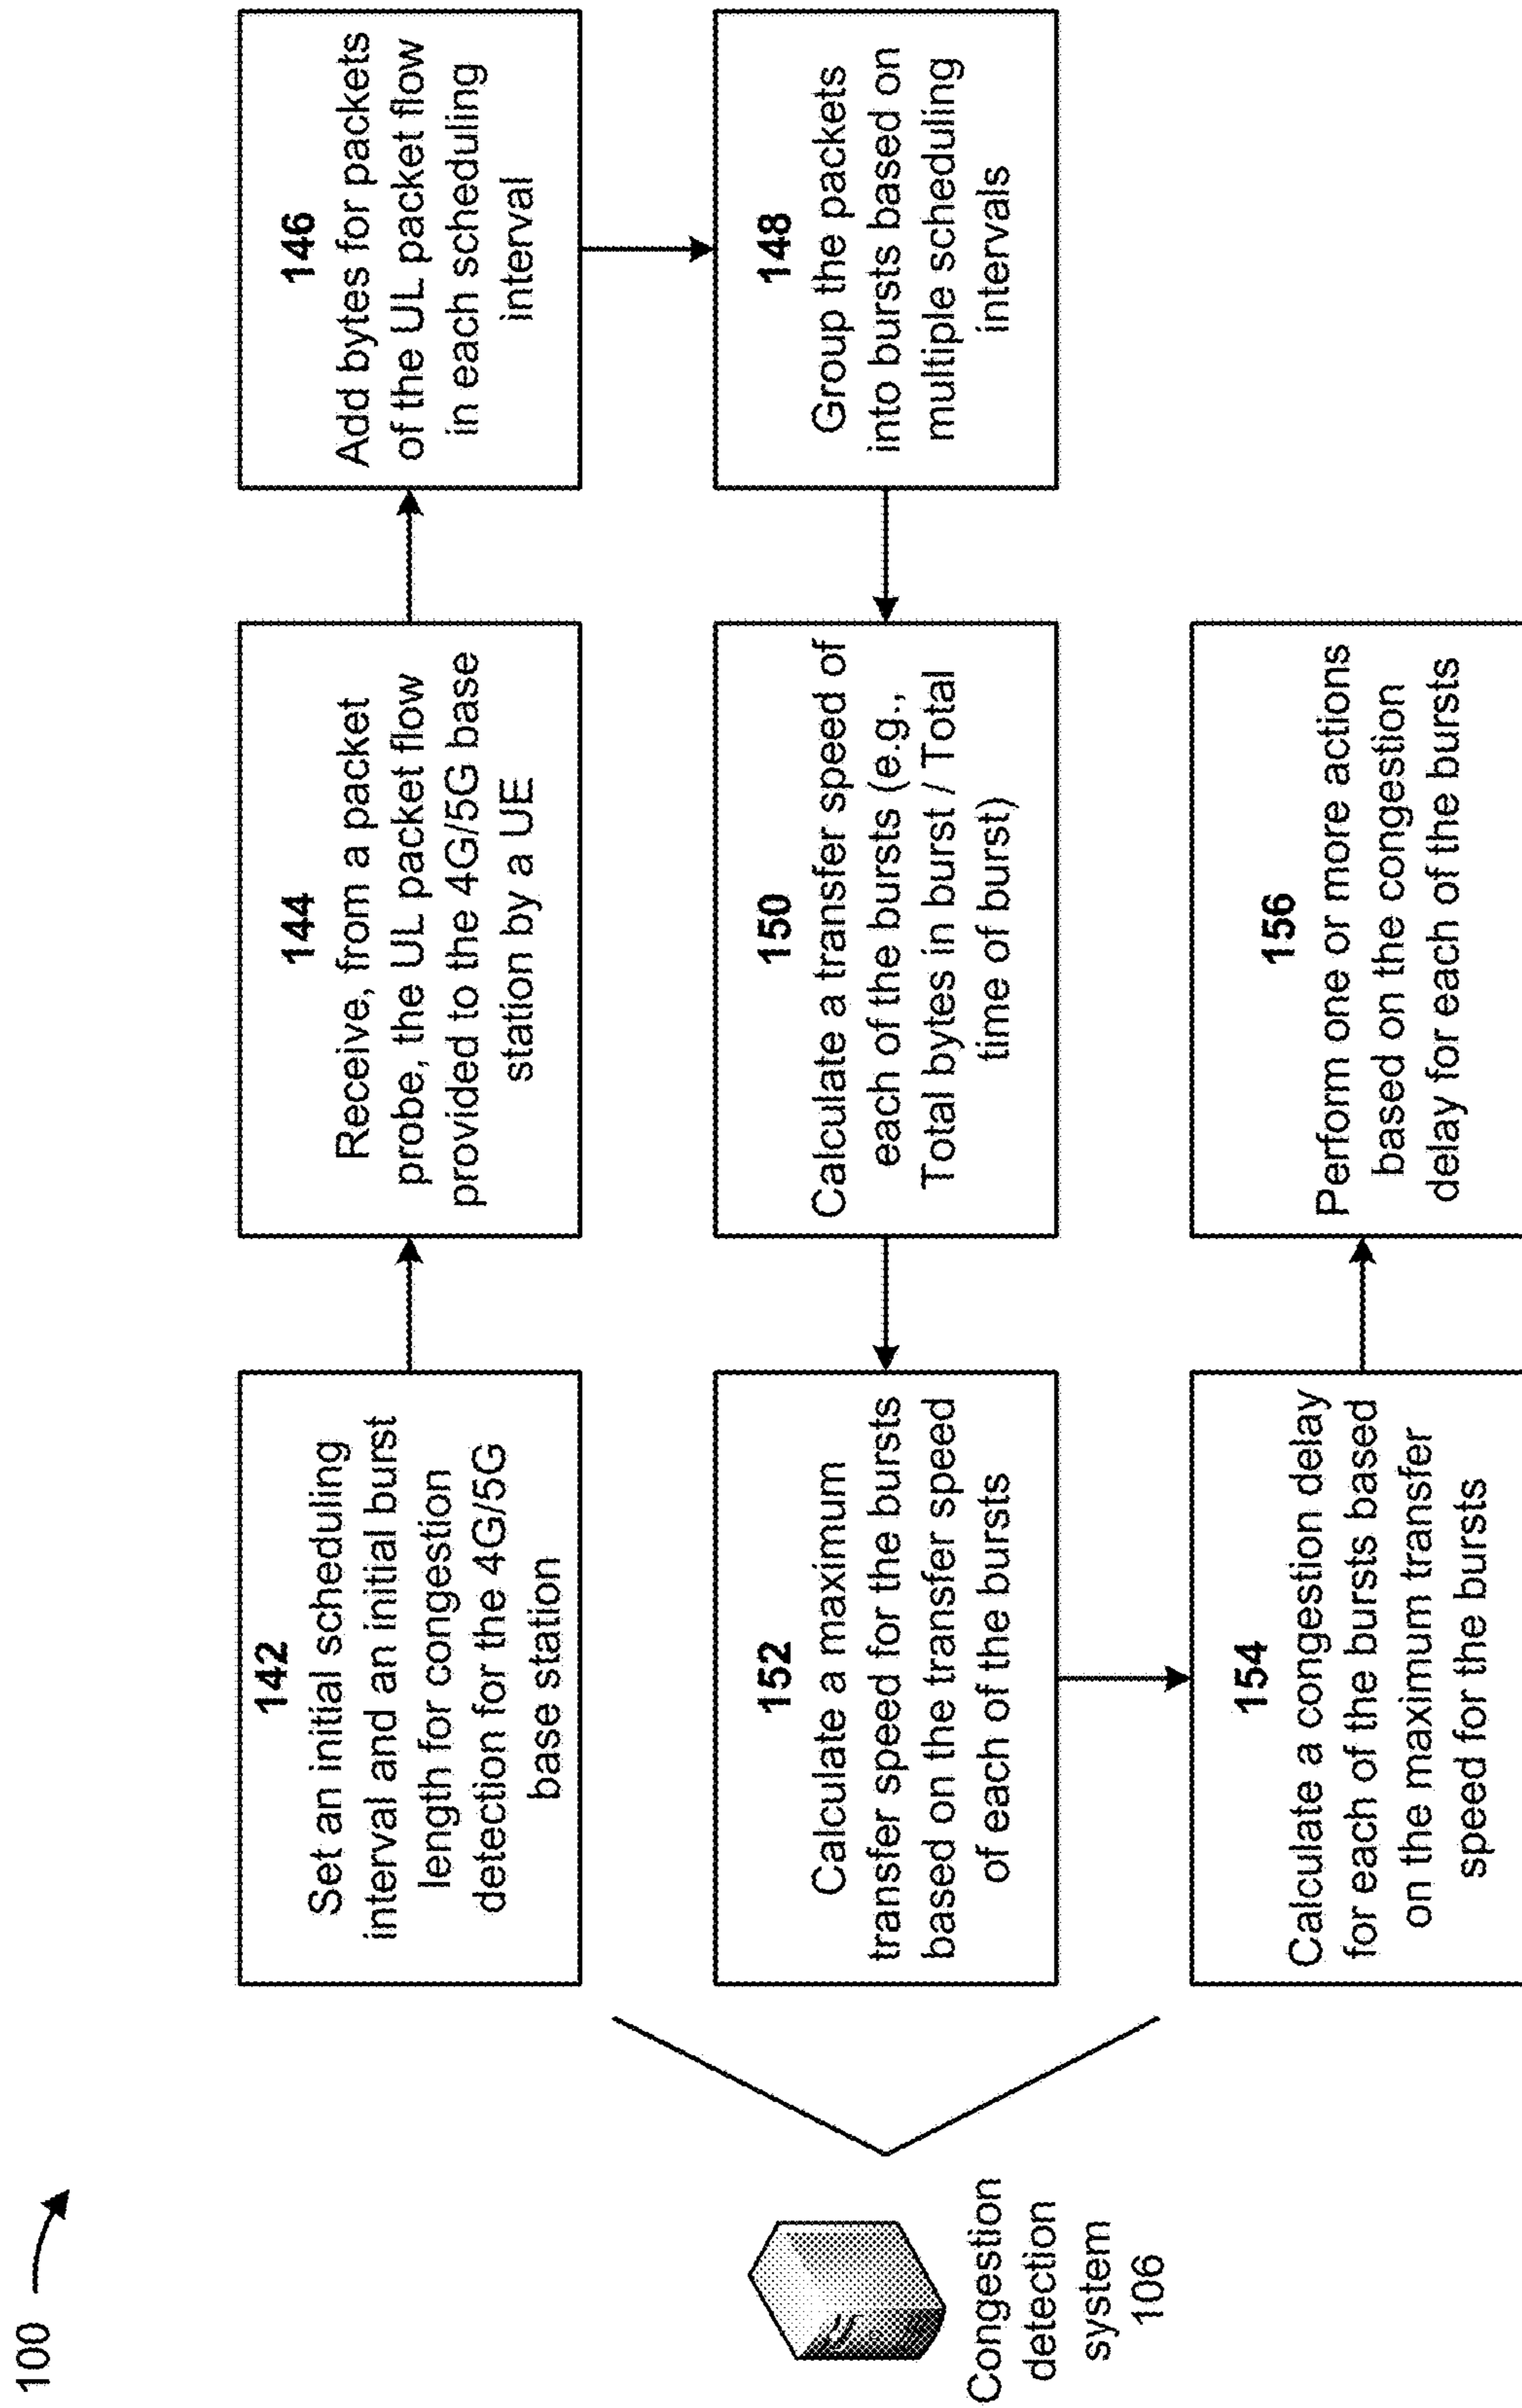 100
Congestion
detection
system
106
142
Set an initial scheduling
interval and an initial burst
length for congestion
detection for the 4G/5G
base station
144
Receive, from a packet
probe, the UL packet flow
provided to the 4G/5G base
station by a UE
146
Add bytes for packets
of the UL packet flow
in each scheduling
interval
148
Group the packets
into bursts based on
multiple scheduling
intervals
150
Calculate a transfer speed of
each of the bursts (e.g.,
Total bytes in burst / Total
time of burst)
152
Calculate a maximum
transfer speed for the bursts
based on the transfer speed
of each of the bursts
154
Calculate a congestion delay
for each of the bursts based
on the maximum transfer
speed for the bursts
156
Perform one or more actions
based on the congestion
delay for each of the bursts